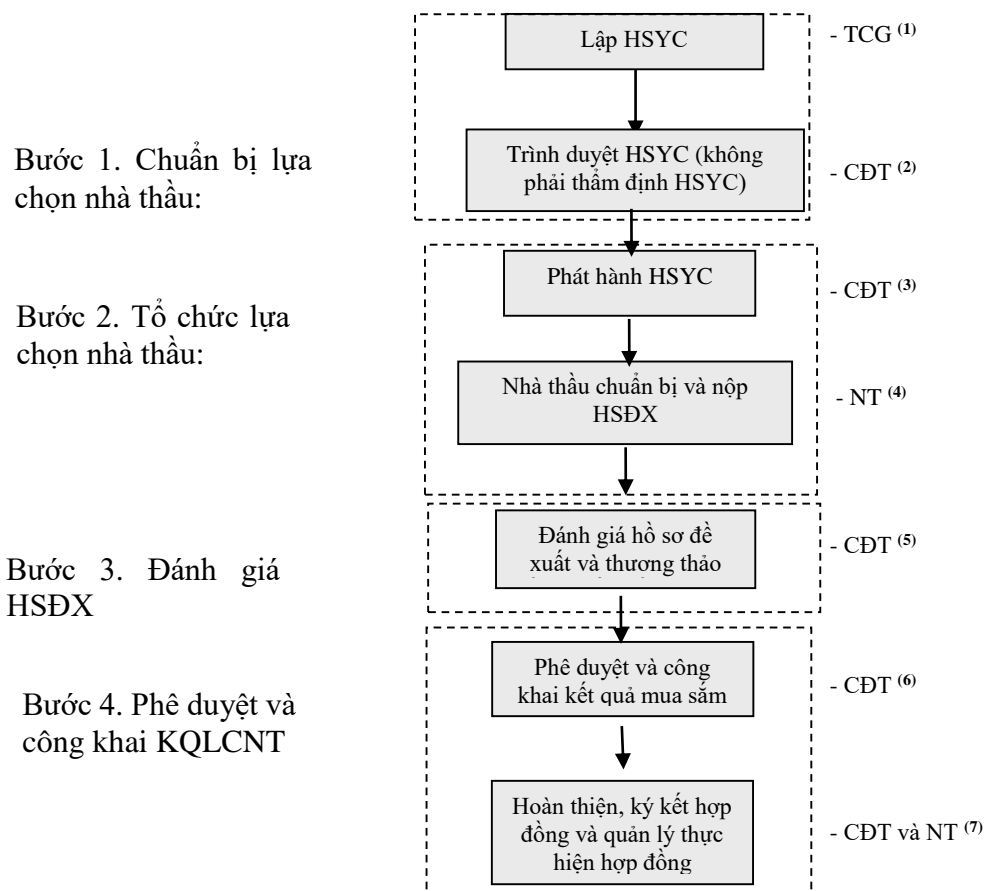 Lập HSYC
- TCG (1)
Bước 1. Chuẩn bị lựa
chọn nhà thầu:
Trình duyệt HSYC (không
phải thẩm định HSYC)
- CĐT (2)
Phát hành HSYC
- CĐT (3)
Bước 2. Tổ chức lựa
chọn nhà thầu:
Nhà thầu chuẩn bị và nộp
HSĐX
- NT (4)
Đánh giá hồ sơ đề
xuất và thương thảo
- CĐT (5)
Bước 3. Đánh giá
HSĐX
Phê duyệt và công
khai kết quả mua sắm
- CĐT (6)
Bước 4. Phê duyệt và
công khai KQLCNT
Hoàn thiện, ký kết hợp
đồng và quản lý thực
hiện hợp đồng
- CĐT và NT (7)